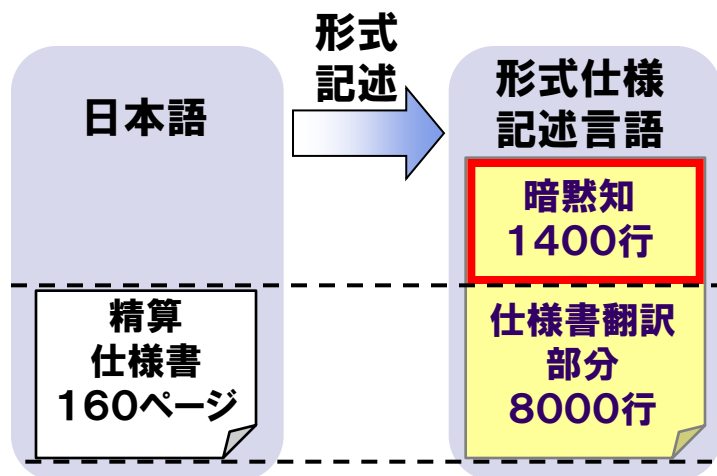 日本語
精算
仕様書
160ページ
形式
記述
形式仕様
記述言語
暗黙知
1400行
仕様書翻訳
部分
8000行